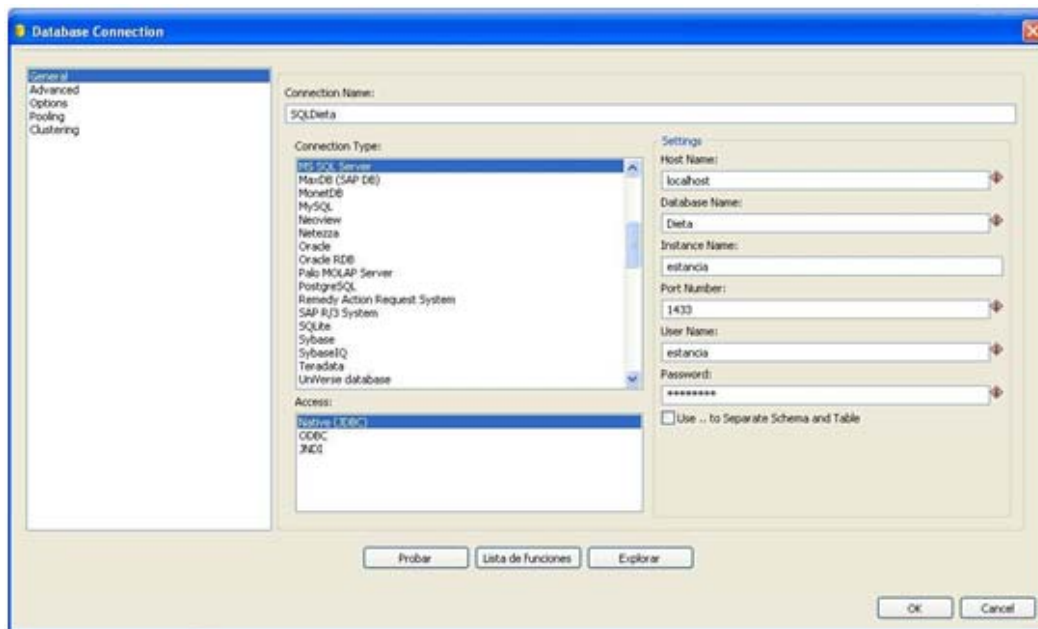 Database Connection
General
Advanced
Options
Pooling
Clustering
Connection Name:
SQLDieta
Connection Type:
MS SQL Server
MaxDB (SAP DB)
MonetDB
MySQL
Neoview
Netezza
Oracle
Oracle RDB
Palo MOLAP Server
PostgreSQL
Remedy Action Request System
SAP R/3 System
SQLite
Sybase
SybaseIQ
Teradata
UniVerse database
Access:
Native (JDBC)
ODBC
JNDI
Settings
Host Name:
localhost
Database Name:
Dieta
Instance Name:
estancia
Port Number:
1433
User Name:
estancia
Password:
********
Use .. to Separate Schema and Table
Probar
Lista de funciones
Explorar
OK
Cancel